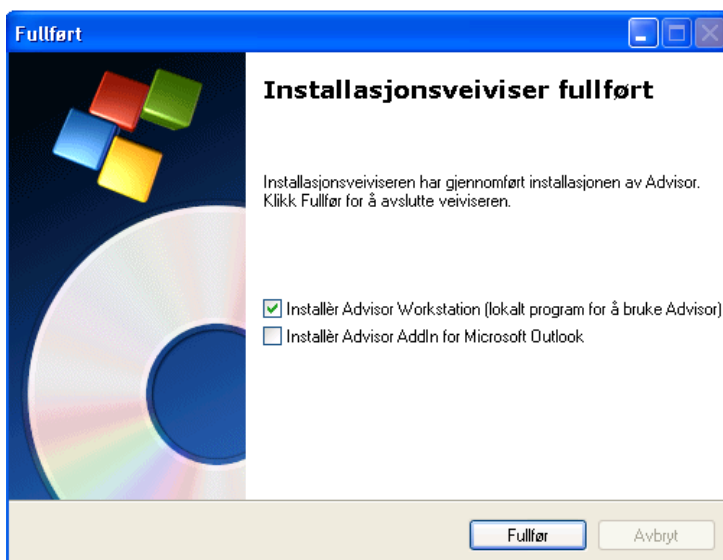 Fullført
Installasjonsveiviser fullført
Installasjonsveiviseren har gjennomført installasjonen av Advisor.
Klikk Fullfør for å avslutte veiviseren.
Installèr Advisor Workstation (lokalt program for å bruke Advisor)
Installèr Advisor AddIn for Microsoft Outlook
Fullfør
Avbryt